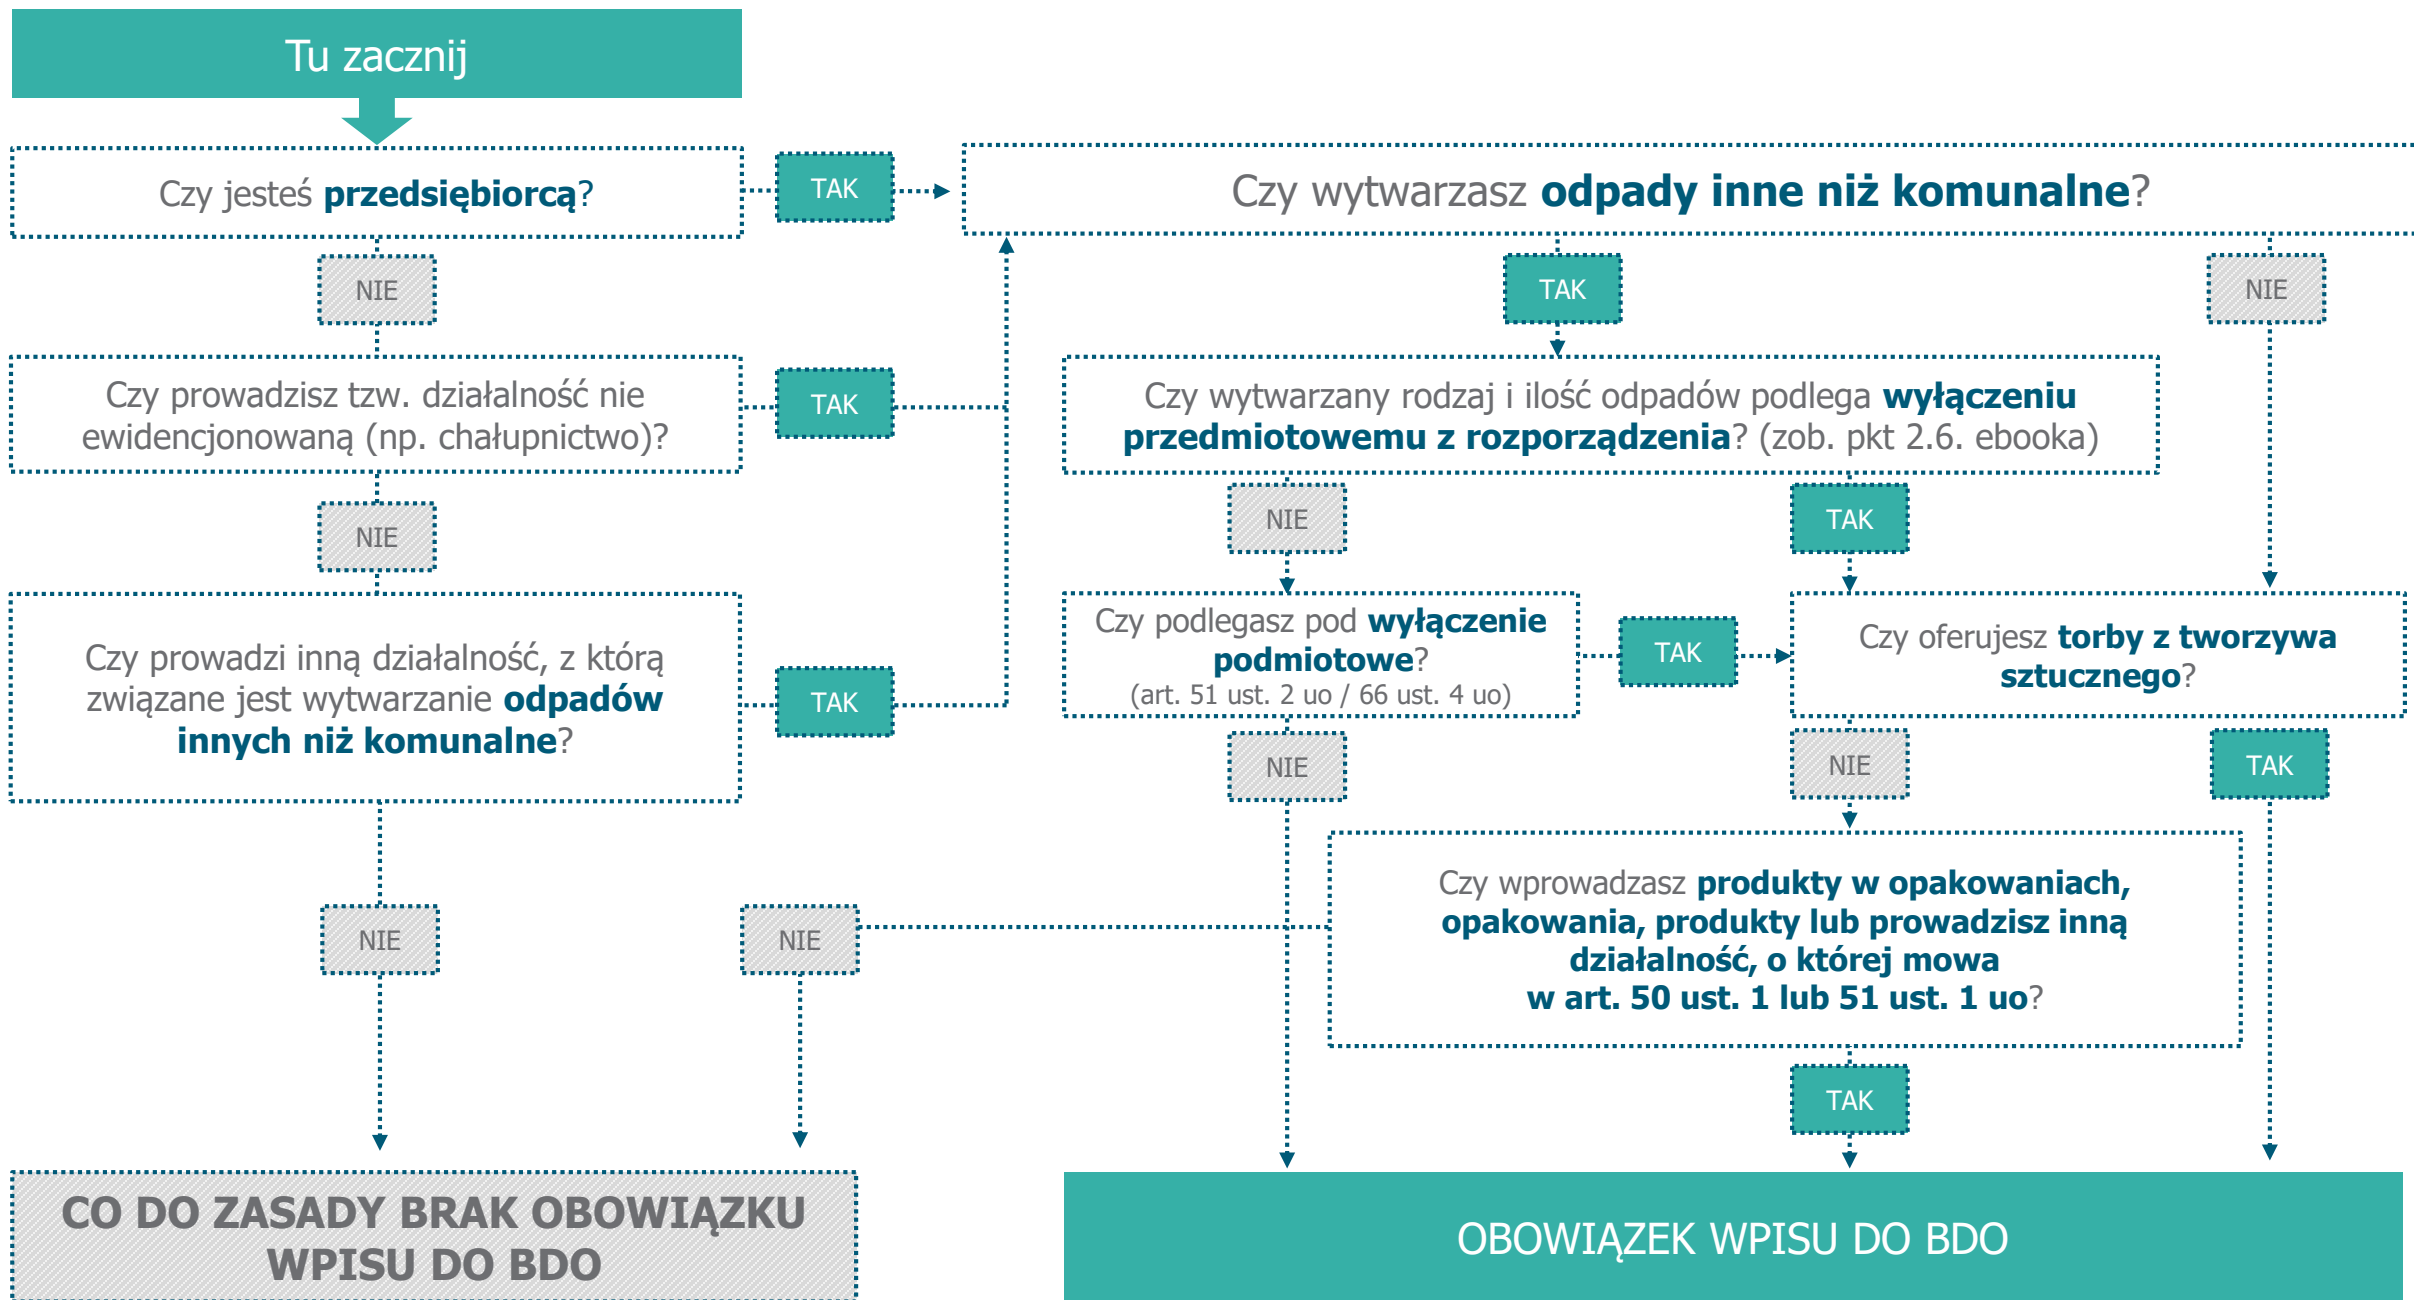 Tu zacznij
Czy jesteś przedsiębiorcą?
TAK
Czy wytwarzasz odpady inne niż komunalne?
NIE
TAK
NIE
Czy prowadzisz tzw. działalność nie
ewidencjonowaną (np. chałupnictwo)?
TAK
Czy wytwarzany rodzaj i ilość odpadów podlega wyłączeniu
przedmiotowemu z rozporządzenia? (zob. pkt 2.6. ebooka)
NIE
NIE
TAK
Czy prowadzi inną działalność, z którą
związane jest wytwarzanie odpadów
innych niż komunalne?
TAK
Czy podlegasz pod wyłączenie
podmiotowe?
(art. 51 ust. 2 uo / 66 ust. 4 uo)
TAK
Czy oferujesz torby z tworzywa
sztucznego?
NIE
NIE
TAK
Czy wprowadzasz produkty w opakowaniach,
opakowania, produkty lub prowadzisz inną
działalność, o której mowa
w art. 50 ust. 1 lub 51 ust. 1 uo?
NIE
NIE
TAK
CO DO ZASADY BRAK OBOWIĄZKU
WPISU DO BDO
OBOWIĄZEK WPISU DO BDO